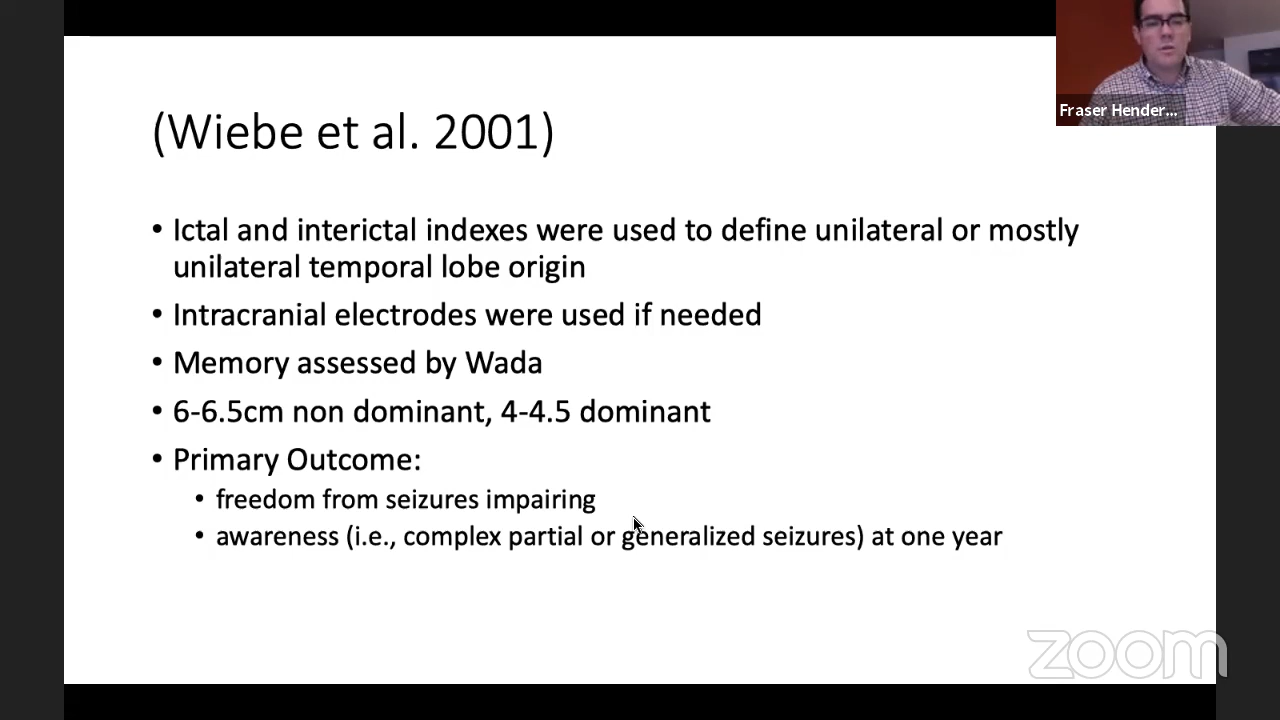 Fraser Hender...
(Wiebe et al. 2001)
• Ictal and interictal indexes were used to define unilateral or mostly
unilateral temporal lobe origin
• Intracranial electrodes were used if needed
• Memory assessed by Wada
• 6-6.5cm non dominant, 4-4.5 dominant
• Primary Outcome:
• freedom from seizures impairing
• awareness (i.e., complex partial or generalized seizures) at one year
zoom